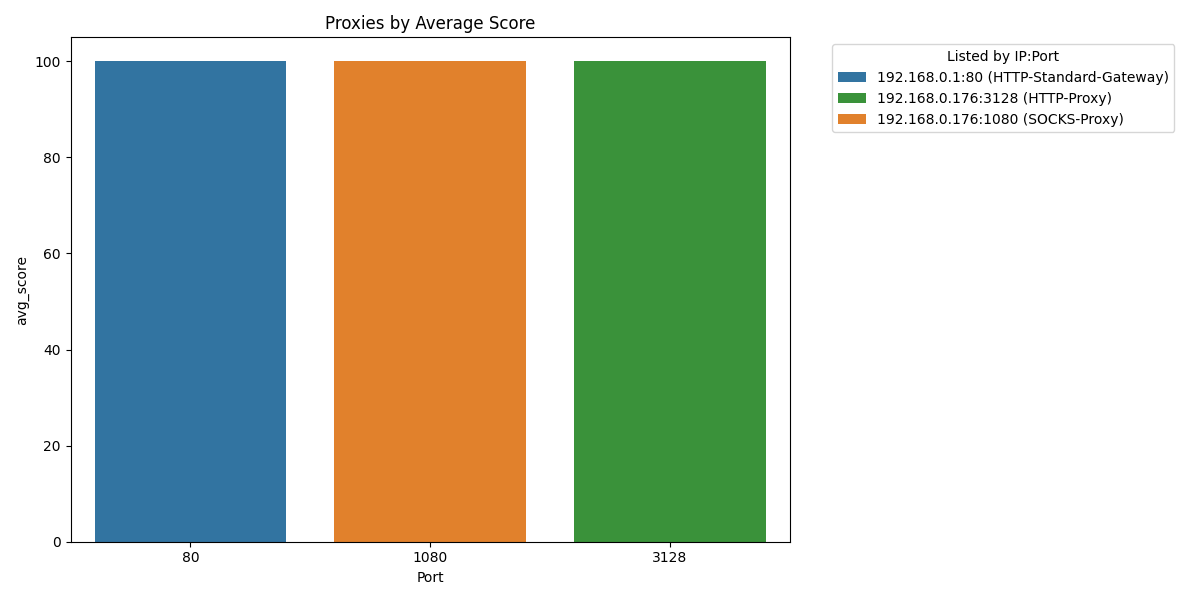 Proxies by Average Score
avg_score
100
80
60
40
20
0
80
1080
3128
Port
Listed by IP:Port
192.168.0.1:80 (HTTP-Standard-Gateway)
192.168.0.176:3128 (HTTP-Proxy)
192.168.0.176:1080 (SOCKS-Proxy)